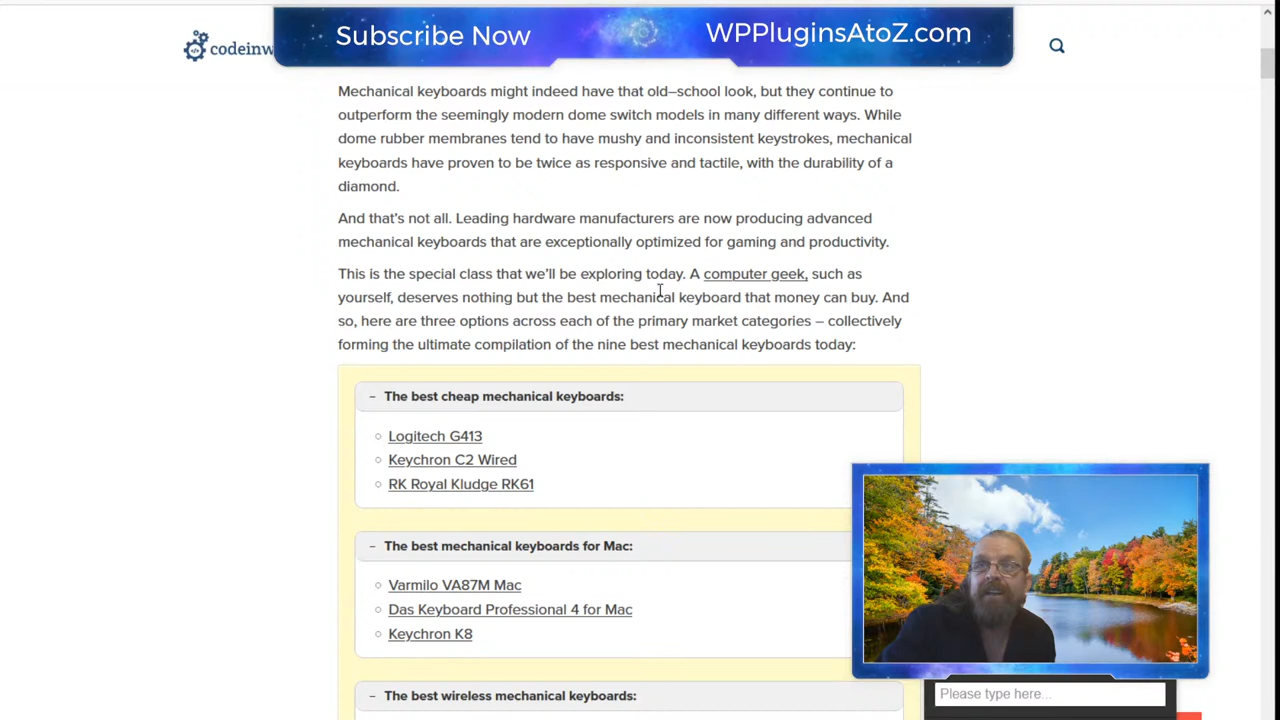 Subscribe Now
WPPluginsAtoZ.com
codeinw
Mechanical keyboards might indeed have that old–school look, but they continue to
outperform the seemingly modern dome switch models in many different ways. While
dome rubber membranes tend to have mushy and inconsistent keystrokes, mechanical
keyboards have proven to be twice as responsive and tactile, with the durability of a
diamond.
And that's not all. Leading hardware manufacturers are now producing advanced
mechanical keyboards that are exceptionally optimized for gaming and productivity.
This is the special class that we'll be exploring today. A computer geek, such as
yourself, deserves nothing but the best mechanical keyboard that money can buy. And
so, here are three options across each of the primary market categories – collectively
forming the ultimate compilation of the nine best mechanical keyboards today:
− The best cheap mechanical keyboards:
Logitech G413
Keychron C2 Wired
RK Royal Kludge RK61
− The best mechanical keyboards for Mac:
Varmilo VA87M Mac
Das Keyboard Professional 4 for Mac
Keychron K8
− The best wireless mechanical keyboards:
Please type here...